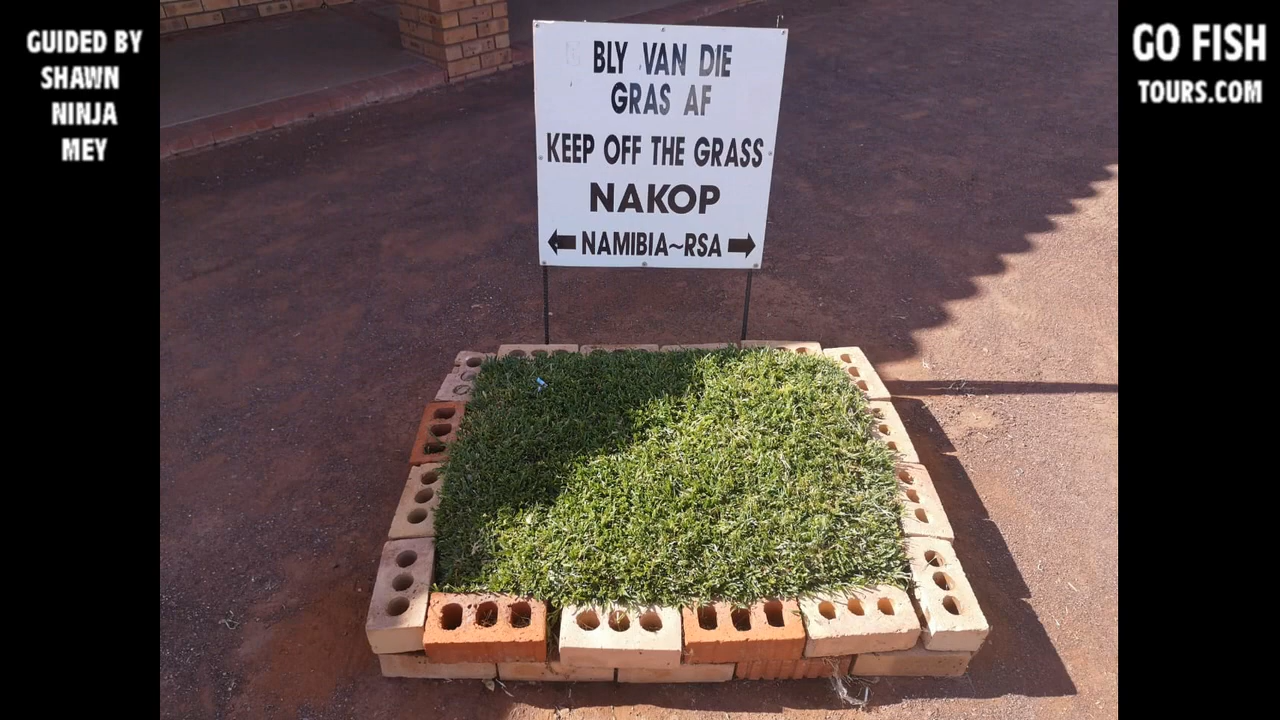 GUIDED BY
SHAWN
NINJA
MEY
GO FISH
TOURS.COM
BLY VAN DIE
GRAS AF
KEEP OFF THE GRASS
NAKOP
NAMIBIA~RSA